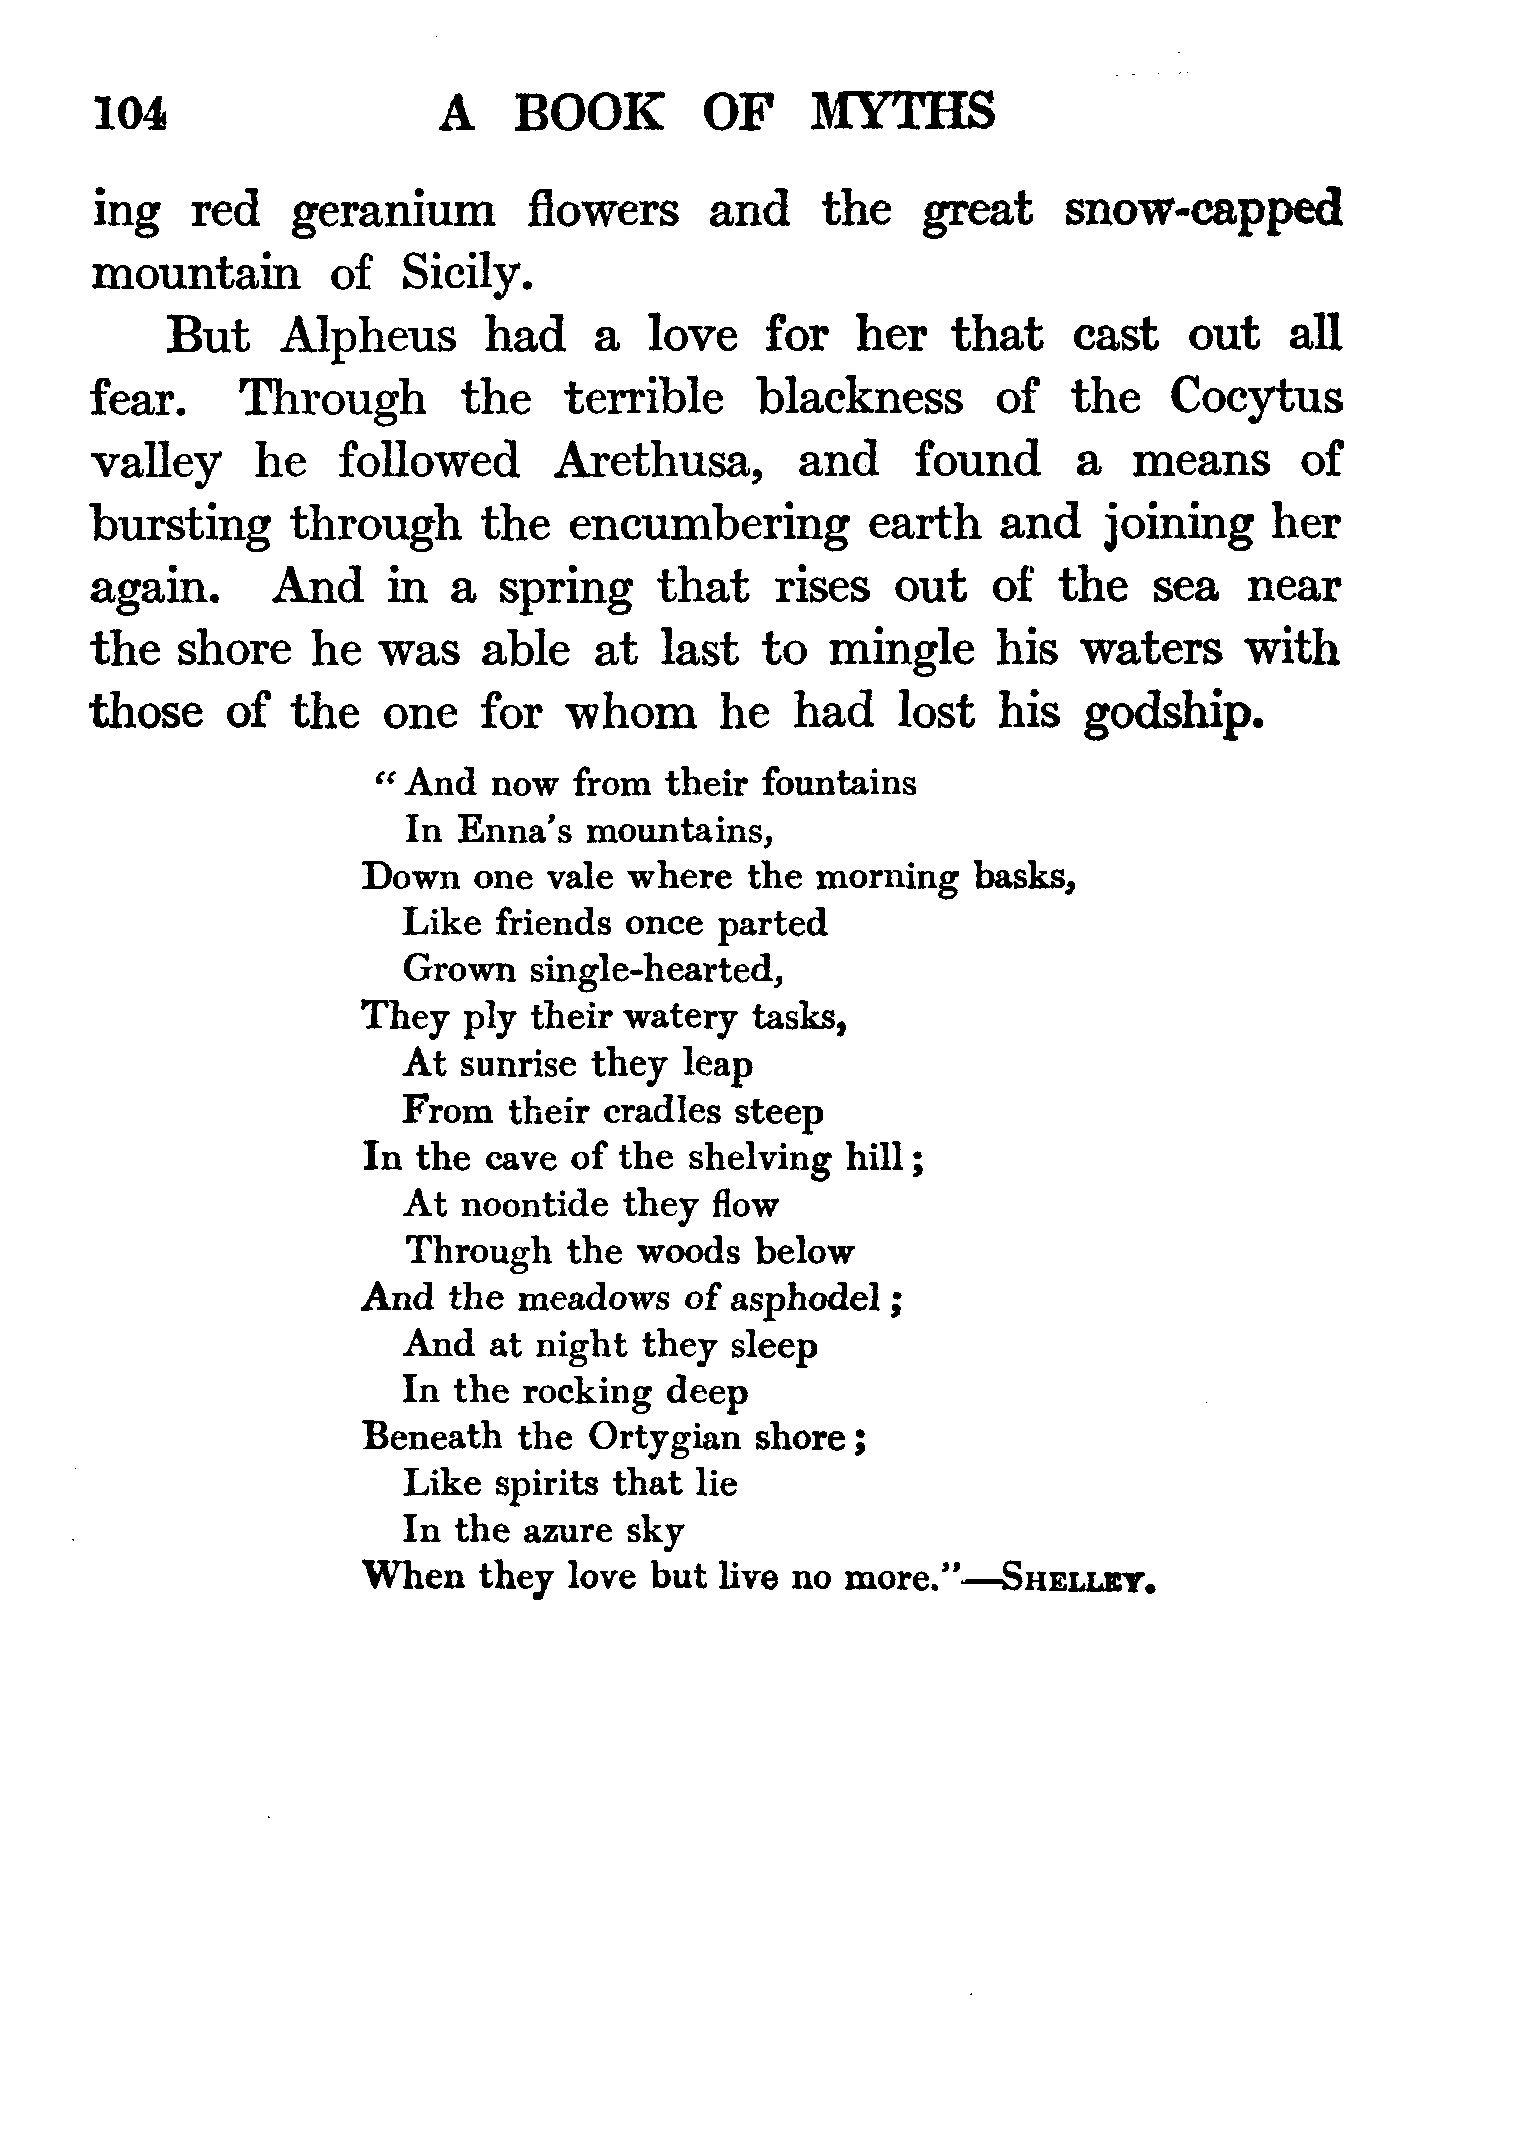 104 A BOOK OF MYTHS
ing red geranium flowers and the great snow-capped
mountain of Sicily.
But Alpheus had a love for her that cast out all
fear. Through the terrible blackness of the Cocytus
valley he followed Arethusa, and found a means of
bursting through the encumbering earth and joining her
again. And in a spring that rises out of the sea near
the shore he was able at last to mingle his waters with
those of the one for whom he had lost his godship.
“And now from their fountains
In Enna's mountains,
Down one vale where the morning basks,
Like friends once parted
Grown single-hearted,
They ply their watery tasks,
At sunrise they leap
From their cradles steep
In the cave of the shelving hill;
At noontide they flow
Through the woods below
And the meadows of asphodel;
And at night they sleep
In the rocking deep
Beneath the Ortygian shore;
Like spirits that lie
In the azure sky
When they love but live no more.”—SHELLEY.